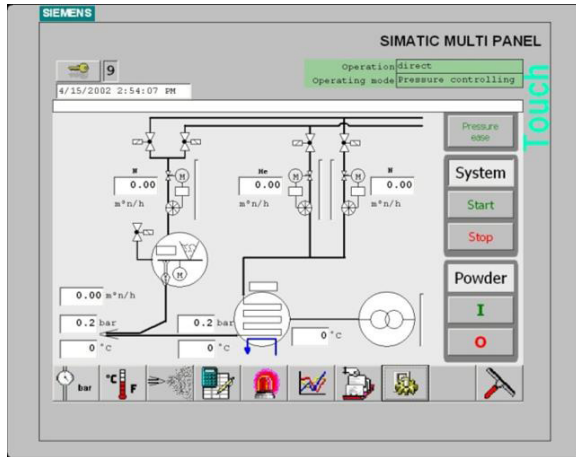 SIEMENS
SIMATIC MULTI PANEL
Touch
9
Operation direct
Operating mode Pressure controlling
4/15/2002 2:54:07 PM
Pressure
ease
System
Start
Stop
Powder
I
O
N
0.00
m³n/h
M
He
0.00
m³n/h
M
N
0.00
m³n/h
M
0.00 m³n/h
0.2 bar
0 °C
0.2 bar
0 °C
0 °C
bar
°C
F